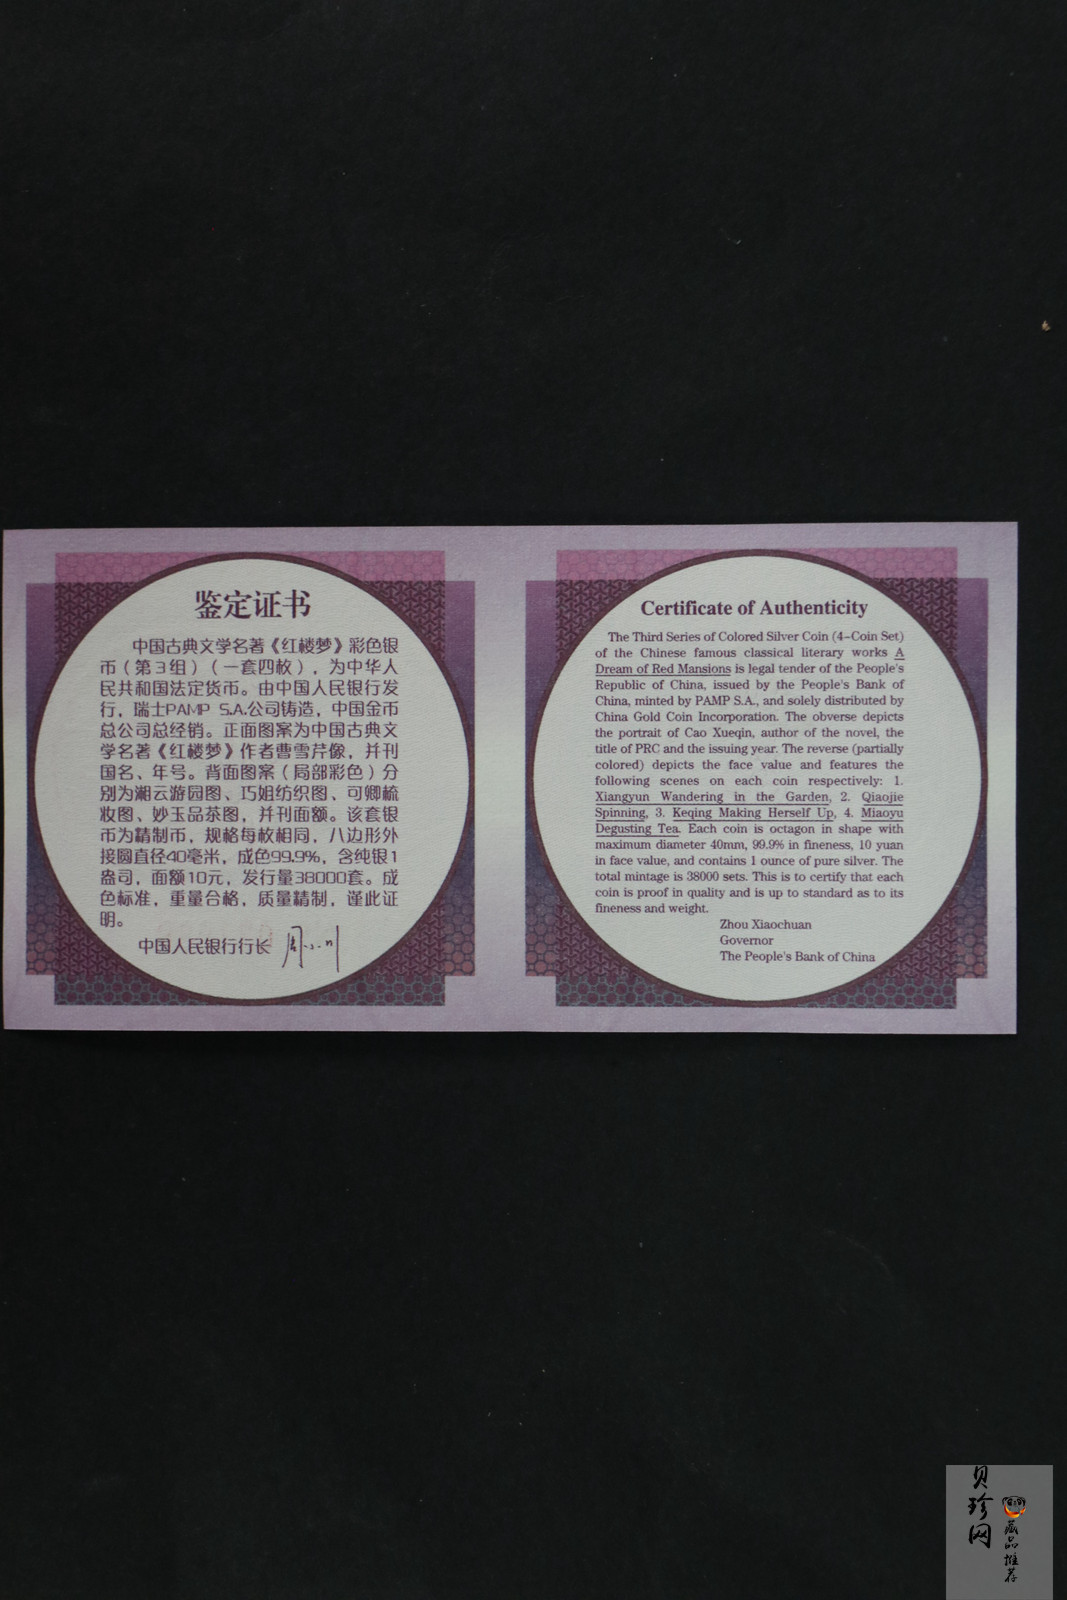 鉴定证书
中国古典文学名著《红楼梦》彩色银
币（第3组）（一套四枚），为中华人
民共和国法定货币。由中国人民银行发
行，瑞士PAMP S.A.公司铸造，中国金币
总公司总经销。正面图案为中国古典文
学名著《红楼梦》作者曹雪芹像，并刊
国名、年号。背面图案（局部彩色）分
别为湘云游园图、巧姐纺织图、可卿梳
妆图、妙玉品茶图，并刊面额。该套银
币为精制币，规格每枚相同，八边形外
接圆直径40毫米，成色99.9%，含纯银1
盎司，面额10元，发行量38000套。成
色标准，重量合格，质量精制，谨此证
明。
中国人民银行行长 周小川
Certificate of Authenticity
The Third Series of Colored Silver Coin (4-Coin Set)
of the Chinese famous classical literary works A
Dream of Red Mansions is legal tender of the People's
Republic of China, issued by the People's Bank of
China, minted by PAMP S.A., and solely distributed by
China Gold Coin Incorporation. The obverse depicts
the portrait of Cao Xueqin, author of the novel, the
title of PRC and the issuing year. The reverse (partially
colored) depicts the face value and features the
following scenes on each coin respectively: 1.
Xiangyun Wandering in the Garden, 2. Qiaojie
Spinning, 3. Keqing Making Herself Up, 4. Miaoyu
Degusting Tea. Each coin is octagon in shape with
maximum diameter 40mm, 99.9% in fineness, 10 yuan
in face value, and contains 1 ounce of pure silver. The
total mintage is 38000 sets. This is to certify that each
coin is proof in quality and is up to standard as to its
fineness and weight.
Zhou Xiaochuan
Governor
The People's Bank of China
贝珍网
藏品推荐